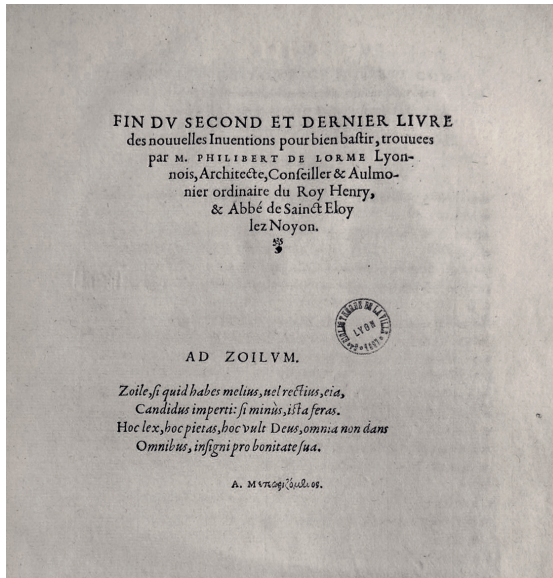 FIN DV SECOND ET DERNIER LIVRE
des nouuelles Inuentions pour bien bastir, trouuees
par M. PHILIBERT DE LORME Lyon-
nois, Architecte, Conseiller & Aulmo-
nier ordinaire du Roy Henry,
& Abbé de Sainct Eloy
lez Noyon.
LYON
AD ZOILVM.
Zoile, si quid habes melius, uel rectius, eia,
Candidus imperti: si minùs, ista feras.
Hoc lex, hoc pietas, hoc vult Deus, omnia non dans
Omnibus, insigni pro bonitate sua.
A.